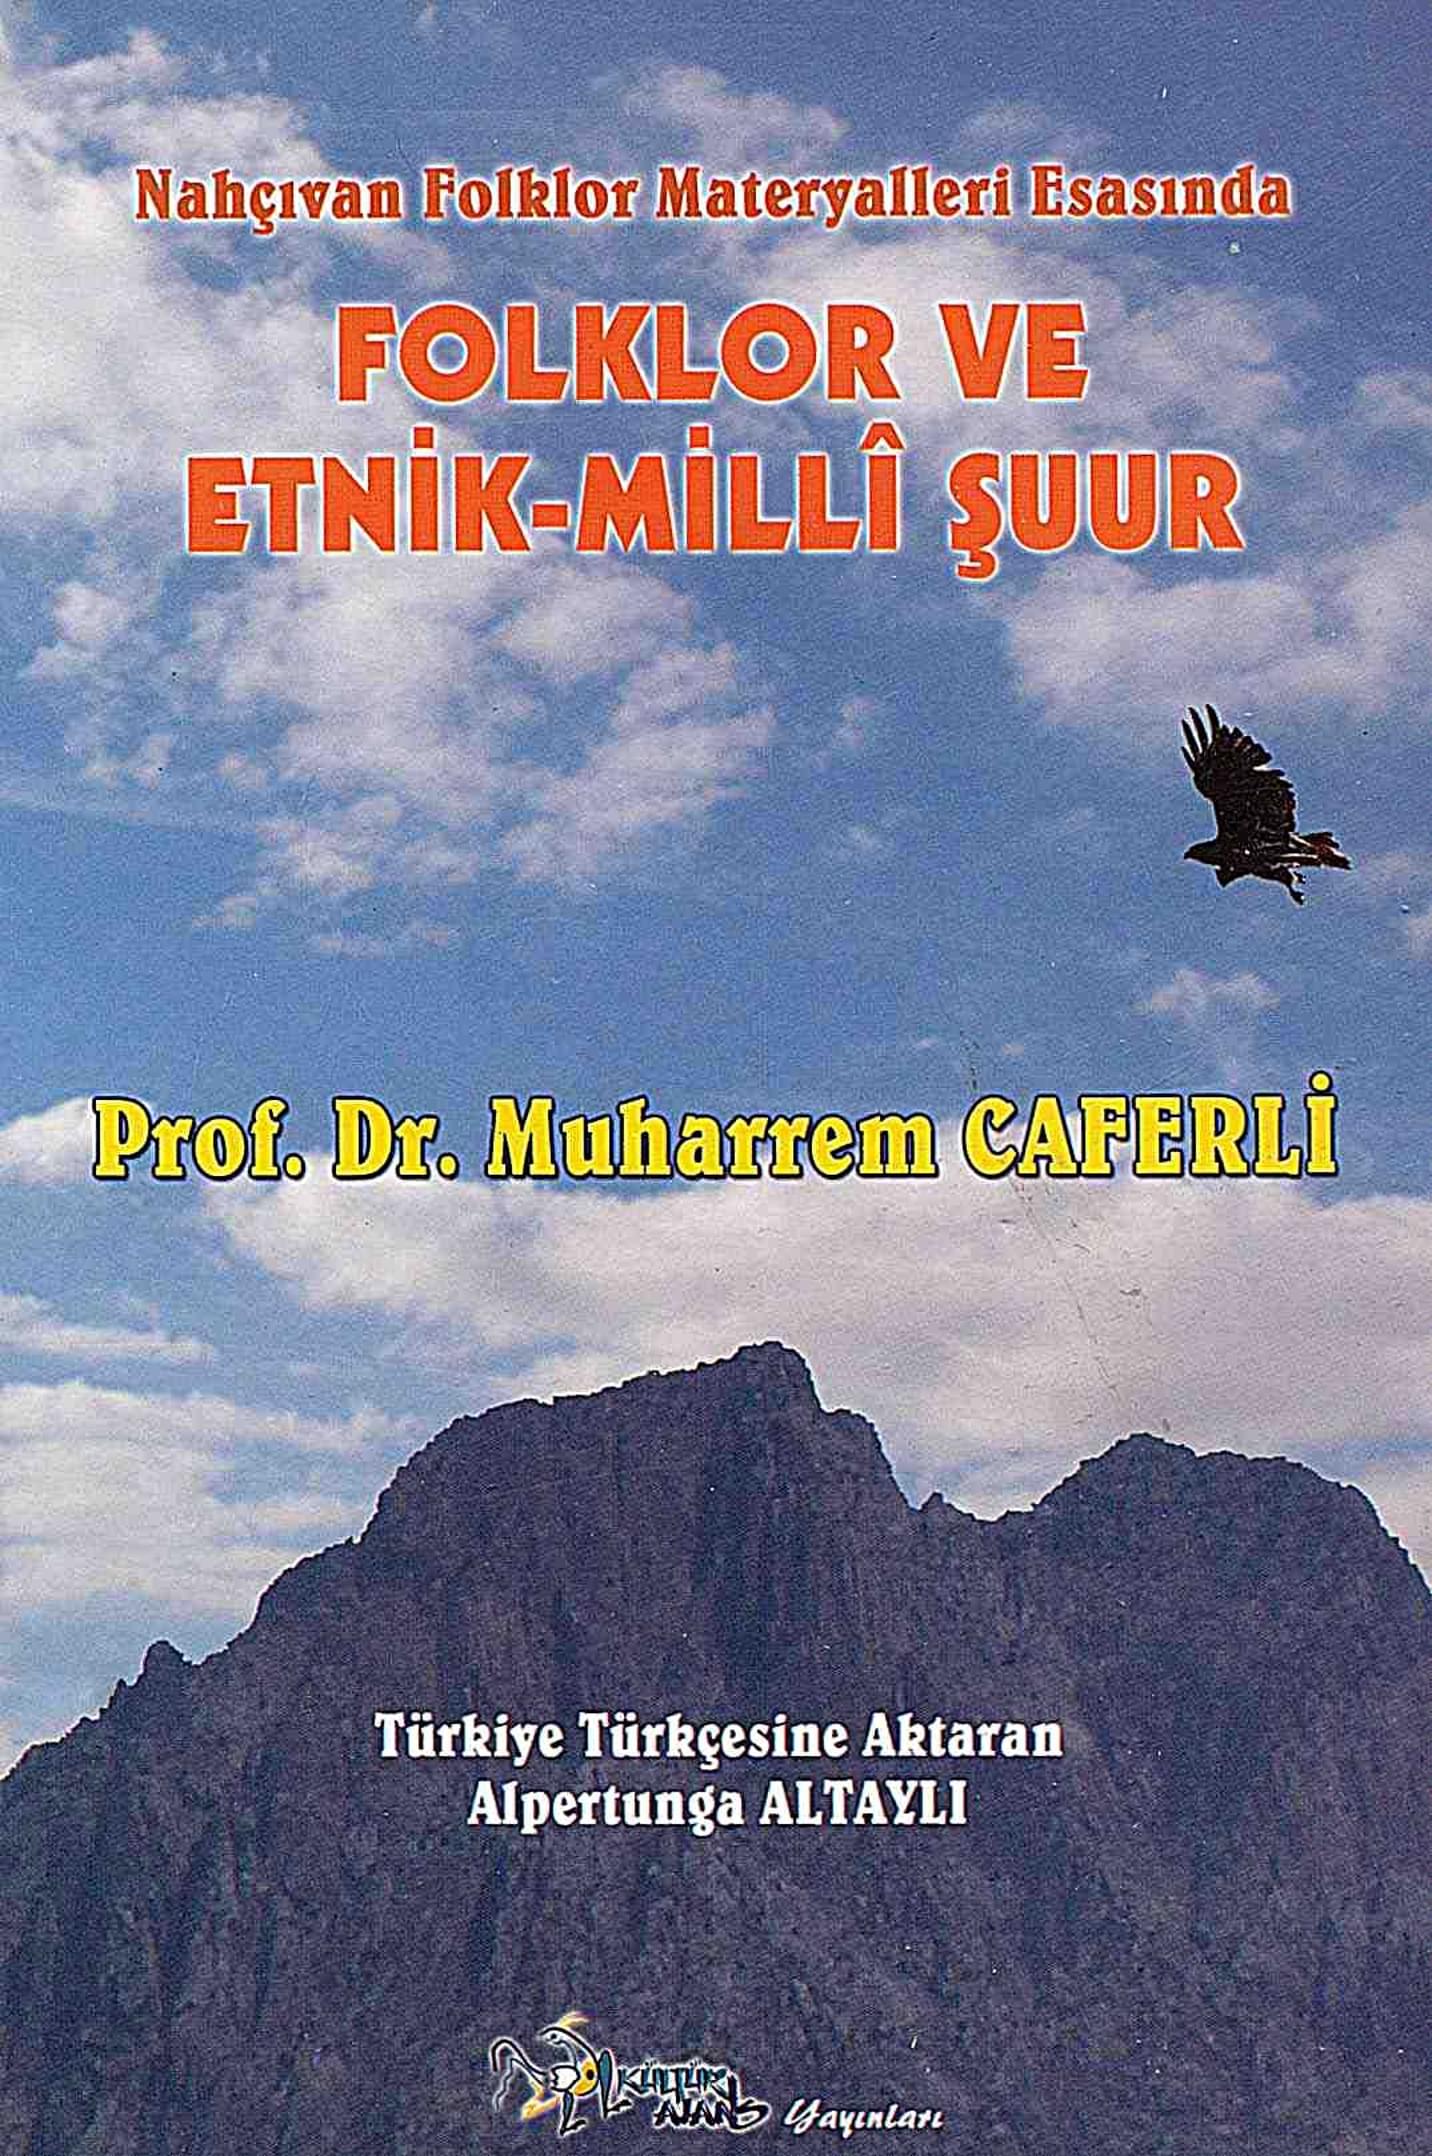 Nahçıvan Folklor Materyalleri Esasında
FOLKLOR VE
ETNİK-MİLLÎ ŞUUR
Prof. Dr. Muharrem CAFERLİ
Türkiye Türkçesine Aktaran
Alpertunga ALTAYLI
KÜLTÜR
AJANS Yayınları